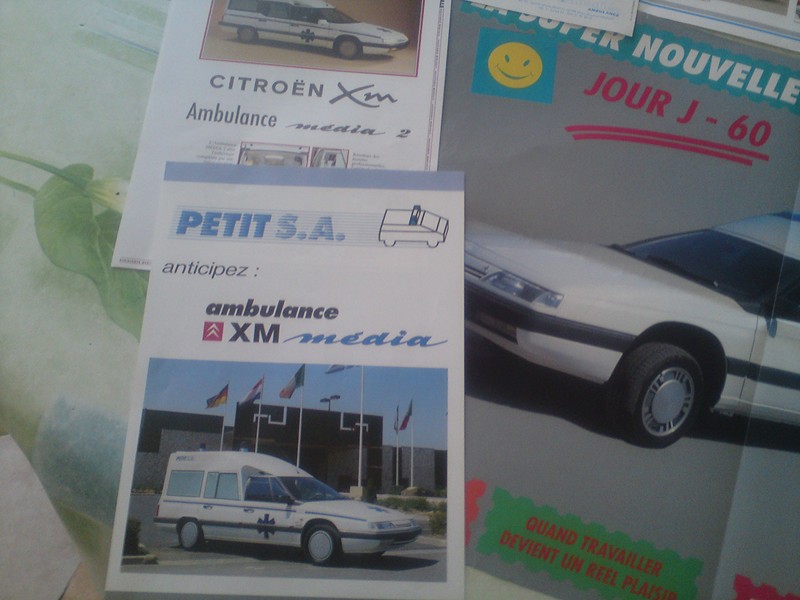 CITROËN Xm
Ambulance média 2
PETIT S.A.
anticipez :
ambulance
XM média
SUPER NOUVELLE
JOUR J - 60
QUAND TRAVAILLER
DEVIENT UN REEL PLAISIR